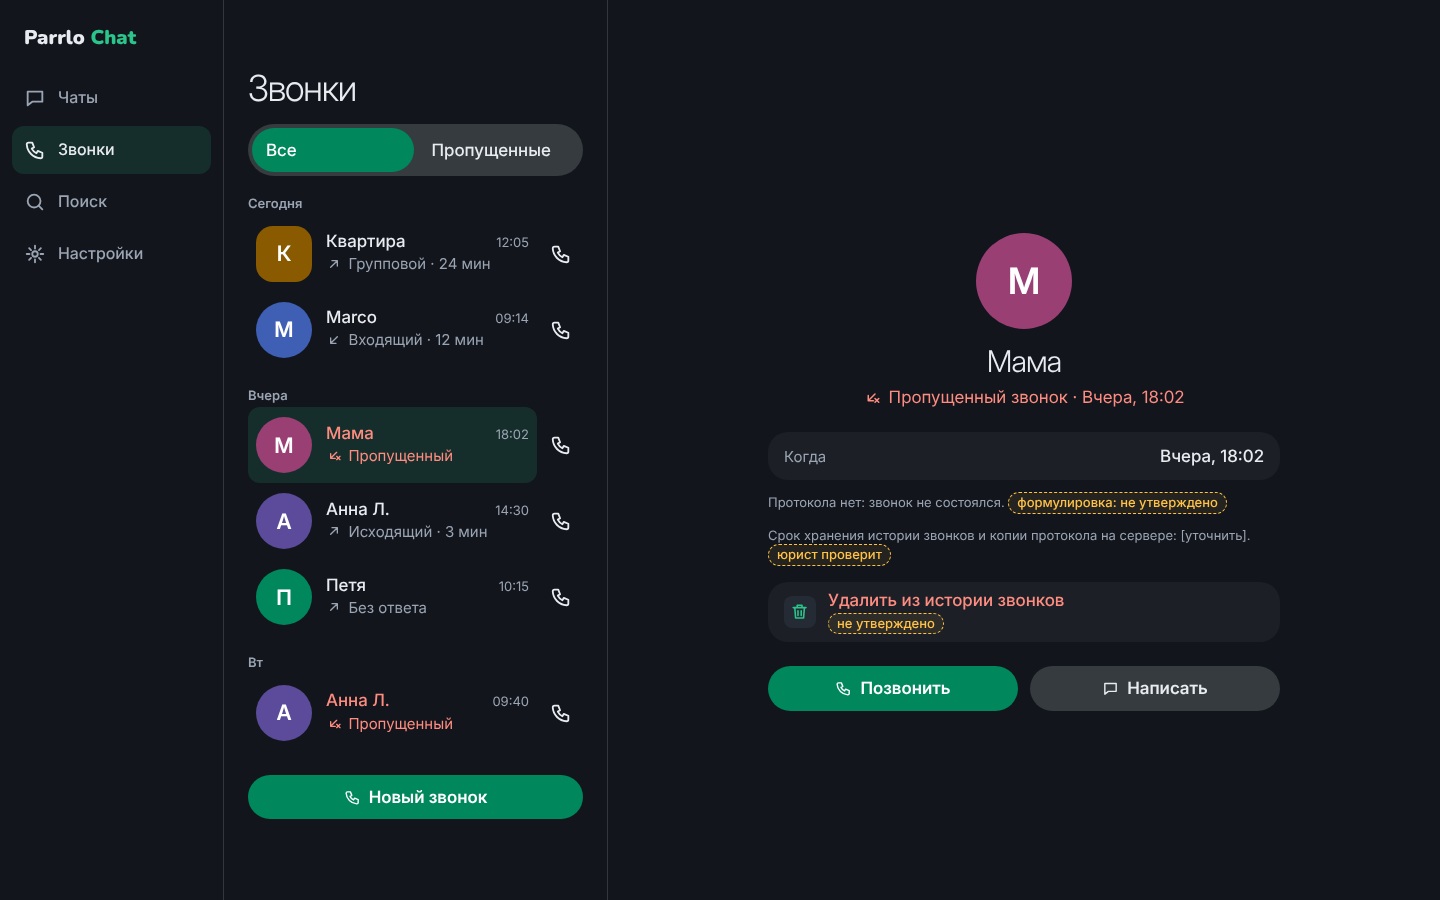 Parrlo Chat
Чаты
Звонки
Поиск
Настройки
Звонки
Все
Пропущенные
Сегодня
К
Квартира
12:05
Групповой · 24 мин
M
Marco
09:14
Входящий · 12 мин
Вчера
М
Мама
18:02
Пропущенный
А
Анна Л.
14:30
Исходящий · 3 мин
П
Петя
10:15
Без ответа
Вт
А
Анна Л.
09:40
Пропущенный
Новый звонок
М
Мама
Пропущенный звонок · Вчера, 18:02
Когда
Вчера, 18:02
Протокола нет: звонок не состоялся. формулировка: не утверждено
Срок хранения истории звонков и копии протокола на сервере: [уточнить].
юрист проверит
Удалить из истории звонков
не утверждено
Позвонить
Написать